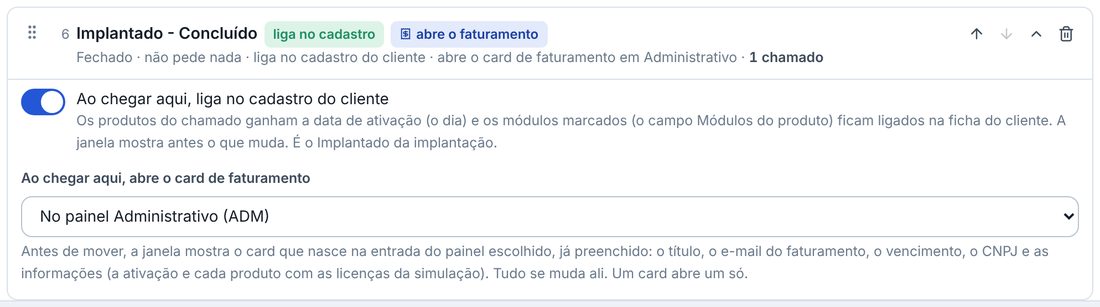 6 Implantado - Concluído liga no cadastro abre o faturamento
Fechado · não pede nada · liga no cadastro do cliente · abre o card de faturamento em Administrativo · 1 chamado
Ao chegar aqui, liga no cadastro do cliente
Os produtos do chamado ganham a data de ativação (o dia) e os módulos marcados (o campo Módulos do produto) ficam ligados na ficha do cliente. A
janela mostra antes o que muda. É o Implantado da implantação.
Ao chegar aqui, abre o card de faturamento
No painel Administrativo (ADM)
Antes de mover, a janela mostra o card que nasce na entrada do painel escolhido, já preenchido: o título, o e-mail do faturamento, o vencimento, o CNPJ e as
informações (a ativação e cada produto com as licenças da simulação). Tudo se muda ali. Um card abre um só.